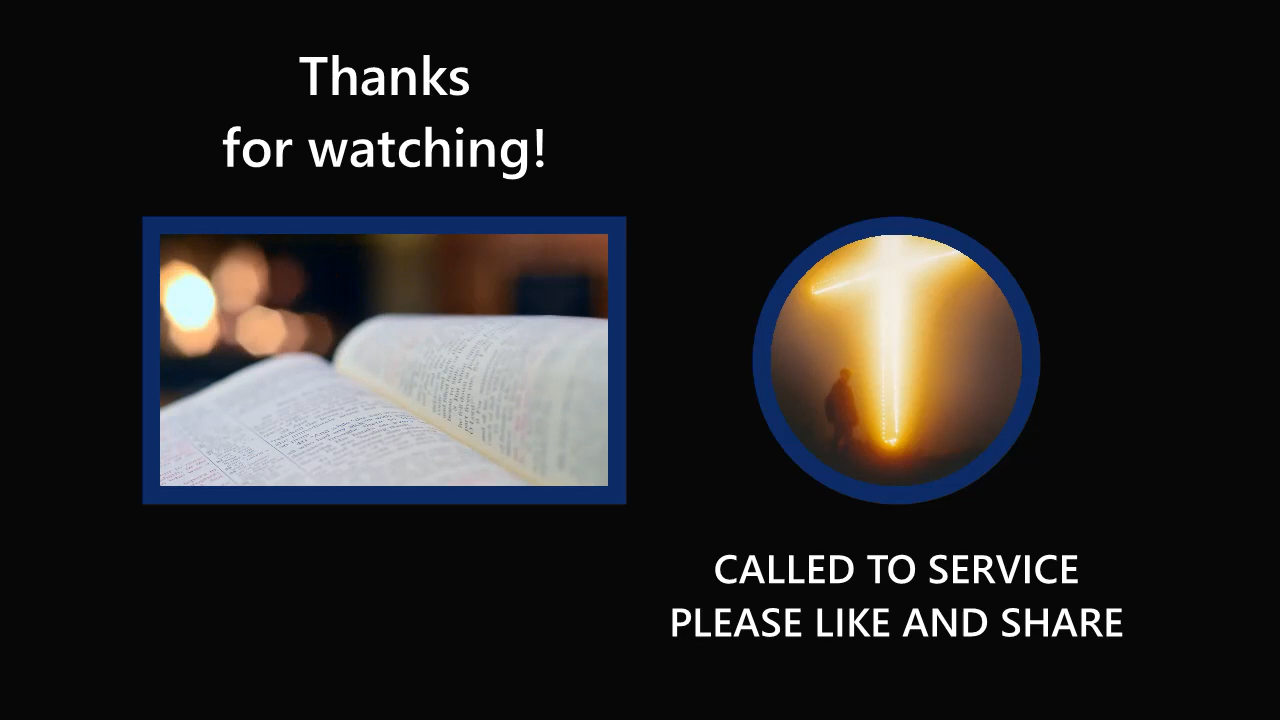 Thanks
for watching!
CALLED TO SERVICE
PLEASE LIKE AND SHARE